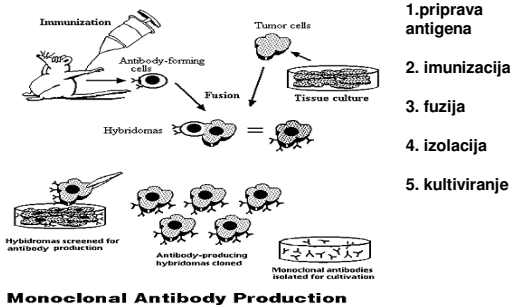 Immunization
Tumor cells
Antibody-forming
cells
Fusion
Tissue culture
Hybridomas
=
Hybidromas screened for
antibody production
Antibody-producing
hybridomas cloned
Monoclonal antibodies
isolated for cultivation
Monoclonal Antibody Production
1.priprava
antigena
2. imunizacija
3. fuzija
4. izolacija
5. kultiviranje